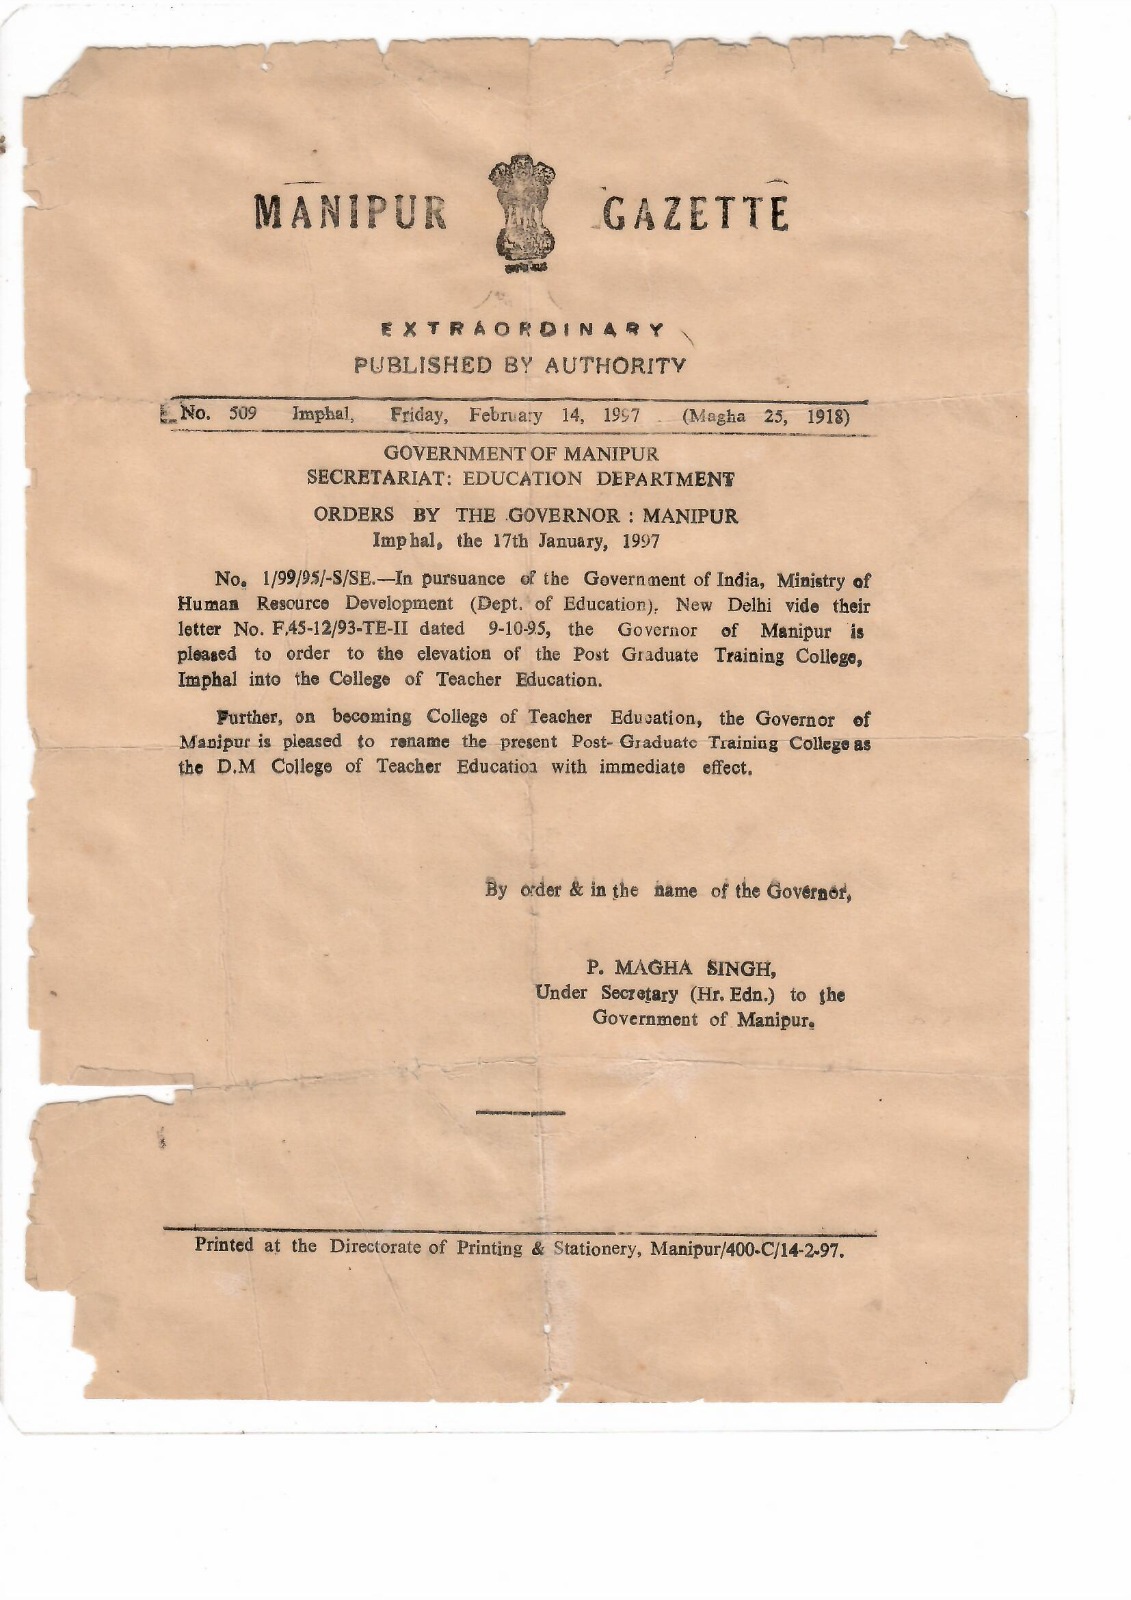 MANIPUR GAZETTE
EXTRAORDINARY
PUBLISHED BY AUTHORITY
No. 509 Imphal, Friday, February 14, 1997 (Magha 25, 1918)
GOVERNMENT OF MANIPUR
SECRETARIAT: EDUCATION DEPARTMENT
ORDERS BY THE GOVERNOR : MANIPUR
Imphal, the 17th January, 1997
No. 1/99/95/-S/SE.—In pursuance of the Government of India, Ministry of
Human Resource Development (Dept. of Education), New Delhi vide their
letter No. F.45-12/93-TE-II dated 9-10-95, the Governor of Manipur is
pleased to order to the elevation of the Post Graduate Training College,
Imphal into the College of Teacher Education.
Further, on becoming College of Teacher Education, the Governor of
Manipur is pleased to rename the present Post-Graduate Training College as
the D.M College of Teacher Education with immediate effect.
By order & in the name of the Governor,
P. MAGHA SINGH,
Under Secretary (Hr. Edn.) to the
Government of Manipur.
Printed at the Directorate of Printing & Stationery, Manipur/400-C/14-2-97.